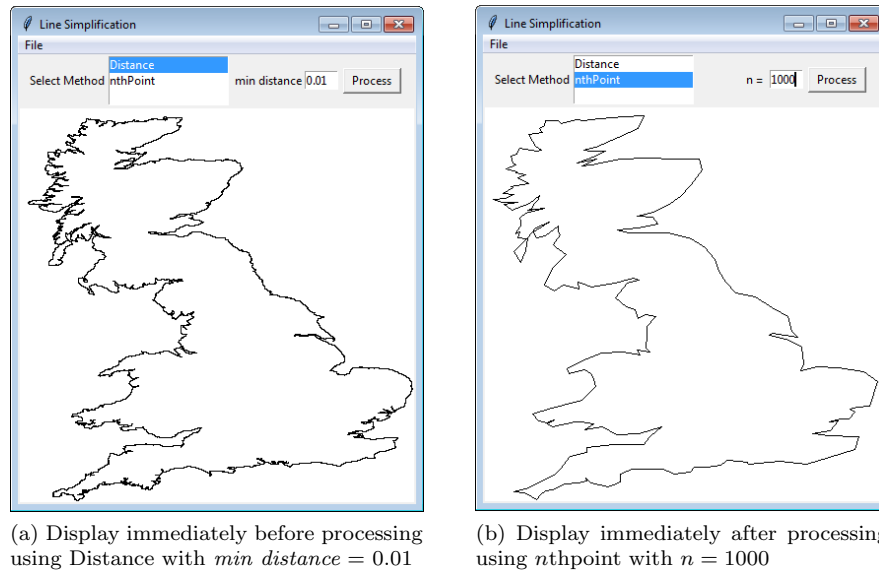 Line Simplification
File
Distance
Select Method nthPoint min distance 0.01 Process
Line Simplification
File
Distance
Select Method nthPoint n = 1000 Process
(a) Display immediately before processing
using Distance with min distance = 0.01
(b) Display immediately after processing
using nthpoint with n = 1000